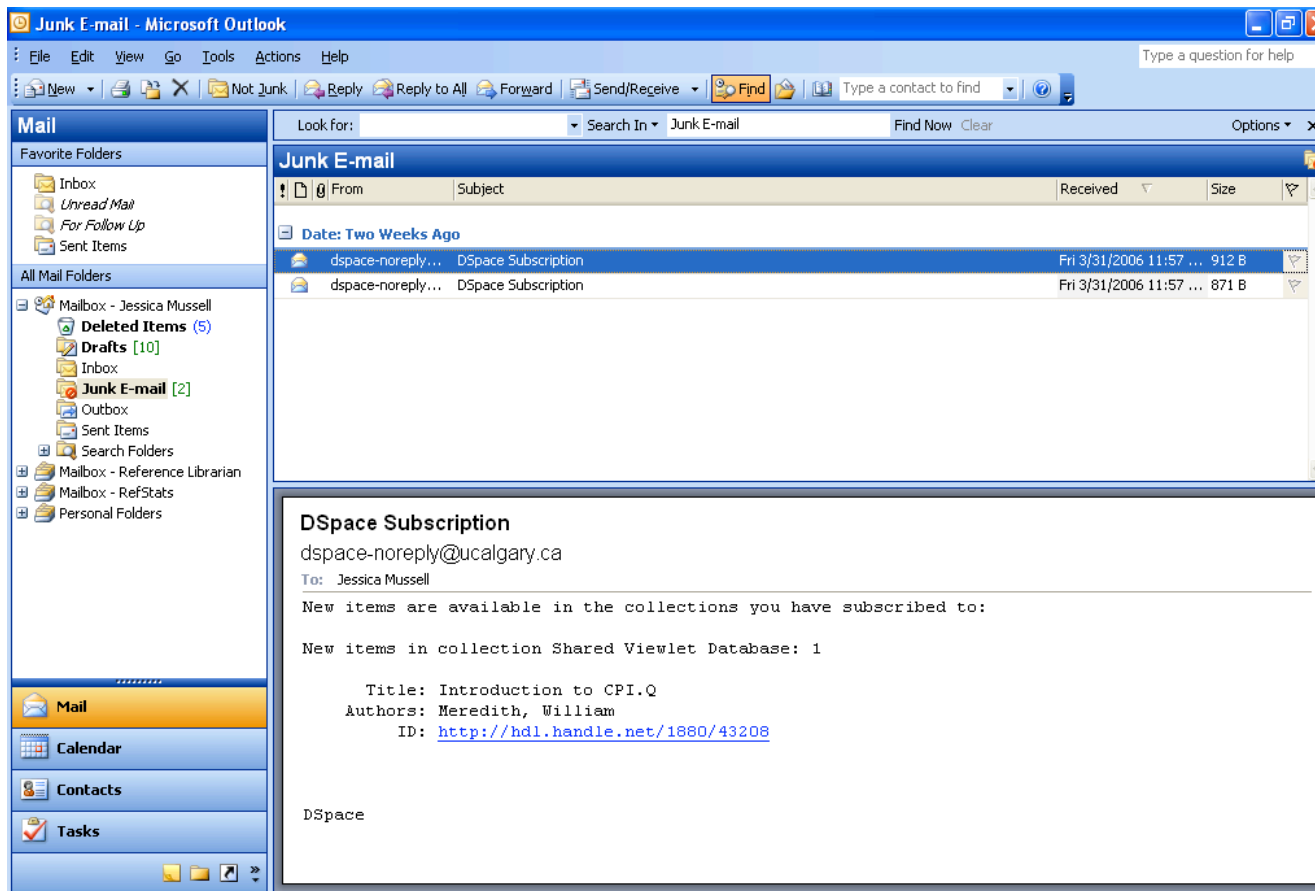 Junk E-mail - Microsoft Outlook
File Edit View Go Tools Actions Help
Type a question for help
New Not Junk Reply Reply to All Forward Send/Receive Find Type a contact to find
Mail
Look for: Search In Junk E-mail Find Now Clear Options
Favorite Folders
Inbox
Unread Mail
For Follow Up
Sent Items
All Mail Folders
Mailbox - Jessica Mussell
Deleted Items (5)
Drafts [10]
Inbox
Junk E-mail [2]
Outbox
Sent Items
Search Folders
Mailbox - Reference Librarian
Mailbox - RefStats
Personal Folders
Mail
Calendar
Contacts
Tasks
Junk E-mail
From Subject Received Size
Date: Two Weeks Ago
dspace-noreply... DSpace Subscription Fri 3/31/2006 11:57 ... 912 B
dspace-noreply... DSpace Subscription Fri 3/31/2006 11:57 ... 871 B
DSpace Subscription
dspace-noreply@ucalgary.ca
To: Jessica Mussell
New items are available in the collections you have subscribed to:
New items in collection Shared Viewlet Database: 1
Title: Introduction to CPI.Q
Authors: Meredith, William
ID: http://hdl.handle.net/1880/43208
DSpace